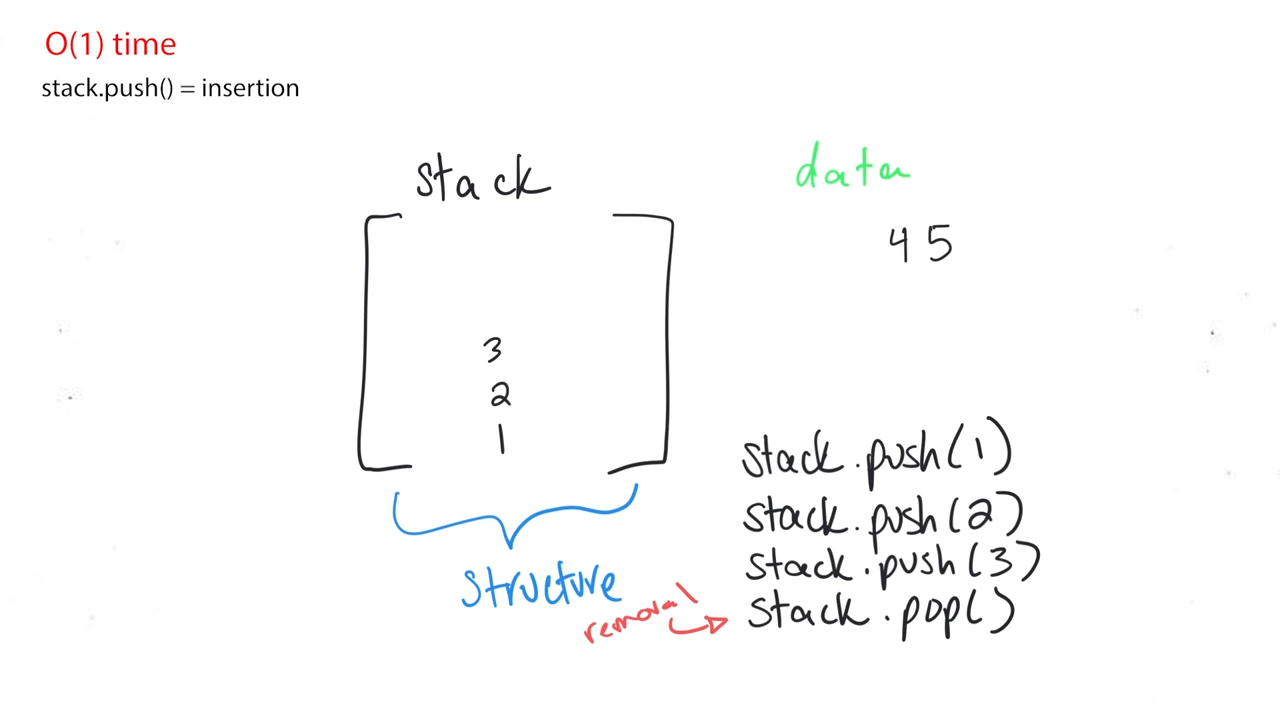 O(1) time
stack.push() = insertion
stack
data
4 5
3
2
1
stack.push(1)
stack.push(2)
stack.push(3)
structure
removal
stack.pop()